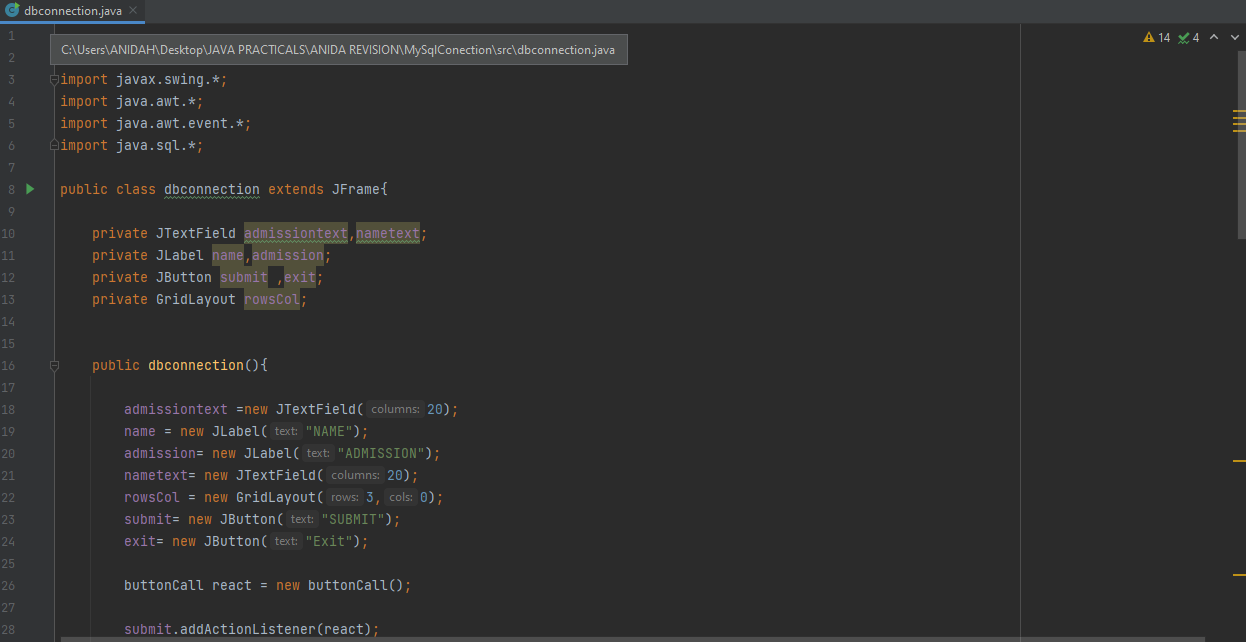 dbconnection.java
C:\Users\ANIDAH\Desktop\JAVA PRACTICALS\ANIDA REVISION\MySqlConection\src\dbconnection.java
14 4
1
2
3 import javax.swing.*;
4 import java.awt.*;
5 import java.awt.event.*;
6 import java.sql.*;
7
8 public class dbconnection extends JFrame{
9
10 private JTextField admissiontext,nametext;
11 private JLabel name,admission;
12 private JButton submit ,exit;
13 private GridLayout rowsCol;
14
15
16 public dbconnection(){
17
18 admissiontext =new JTextField( columns: 20);
19 name = new JLabel( text: "NAME");
20 admission= new JLabel( text: "ADMISSION");
21 nametext= new JTextField( columns: 20);
22 rowsCol = new GridLayout( rows: 3, cols: 0);
23 submit= new JButton( text: "SUBMIT");
24 exit= new JButton( text: "Exit");
25
26 buttonCall react = new buttonCall();
27
28 submit.addActionListener(react);